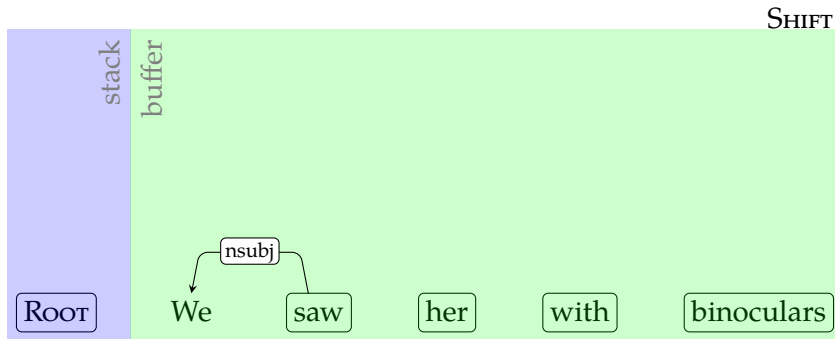 SHIFT
stack
buffer
nsubj
ROOT We saw her with binoculars